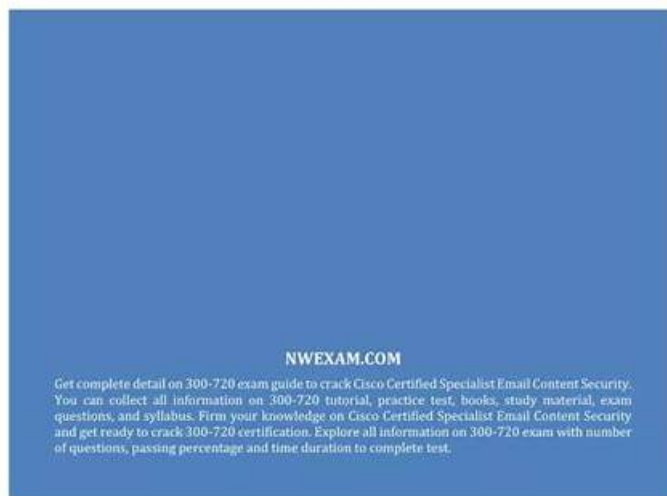 NWEXAM.COM
Get complete detail on 300-720 exam guide to crack Cisco Certified Specialist Email Content Security.
You can collect all information on 300-720 tutorial, practice test, books, study material, exam
questions, and syllabus. Firm your knowledge on Cisco Certified Specialist Email Content Security
and get ready to crack 300-720 certification. Explore all information on 300-720 exam with number
of questions, passing percentage and time duration to complete test.